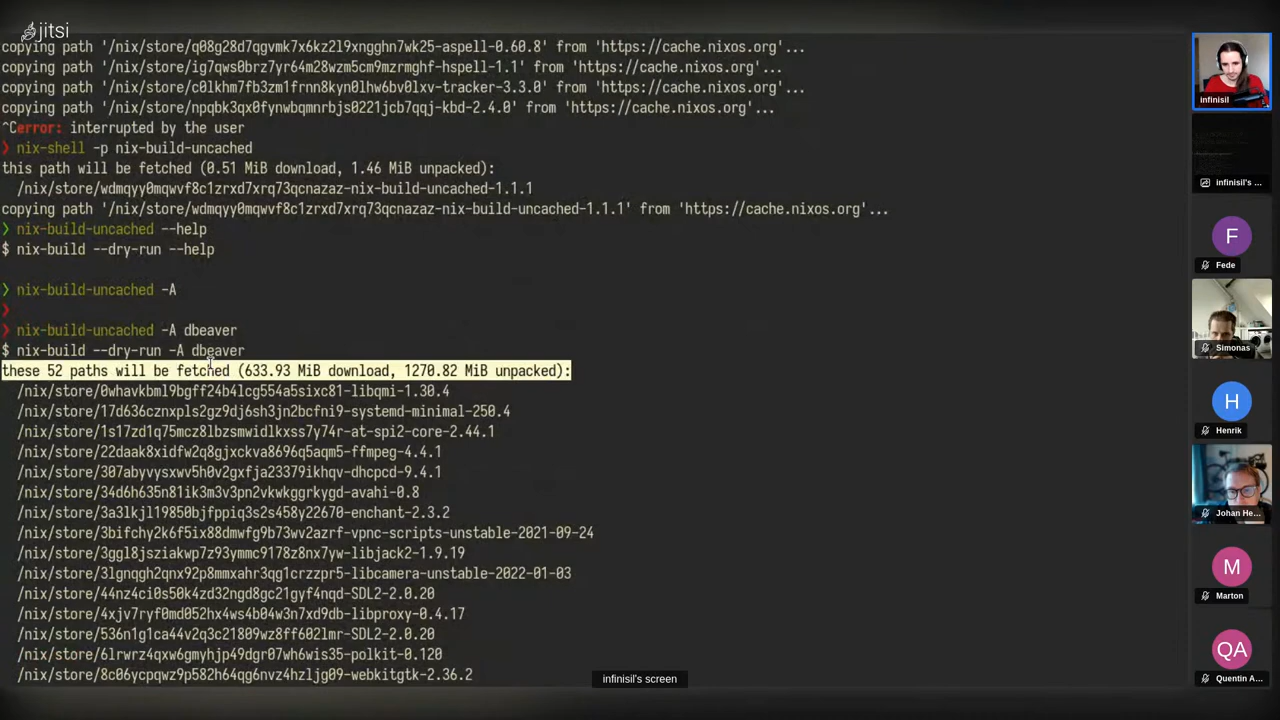 jitsi
copying path '/nix/store/q08g28d7qgvmk7x6kz2l9xngghn7wk25-aspell-0.60.8' from 'https://cache.nixos.org'...
copying path '/nix/store/ig7qws0brz7yr64m28wzm5cm9mzrmghf-hspell-1.1' from 'https://cache.nixos.org'...
copying path '/nix/store/c0lkhm7fb3zm1frnn8kyn0lhw6bv0lxv-tracker-3.3.0' from 'https://cache.nixos.org'...
copying path '/nix/store/npqbk3qx0fynwbqmnrbjs0221jcb7qqj-kbd-2.4.0' from 'https://cache.nixos.org'...
^Cerror: interrupted by the user
❯ nix-shell -p nix-build-uncached
this path will be fetched (0.51 MiB download, 1.46 MiB unpacked):
/nix/store/wdmqyy0mqwvf8c1zrxd7xrq73qcnazaz-nix-build-uncached-1.1.1
copying path '/nix/store/wdmqyy0mqwvf8c1zrxd7xrq73qcnazaz-nix-build-uncached-1.1.1' from 'https://cache.nixos.org'...
❯ nix-build-uncached --help
$ nix-build --dry-run --help
❯ nix-build-uncached -A
❯
❯ nix-build-uncached -A dbeaver
$ nix-build --dry-run -A dbeaver
these 52 paths will be fetched (633.93 MiB download, 1270.82 MiB unpacked):
/nix/store/0whavkbml9bgff24b4lcg554a5sixc81-libqmi-1.30.4
/nix/store/17d636cznxpls2gz9dj6sh3jn2bcfni9-systemd-minimal-250.4
/nix/store/1s17zd1q75mcz8lbzsmwidlkxss7y74r-at-spi2-core-2.44.1
/nix/store/22daak8xidfw2q8gjxckva8696q5aqm5-ffmpeg-4.4.1
/nix/store/307abyvysxwv5h0v2gxfja23379ikhqv-dhcpcd-9.4.1
/nix/store/34d6h635n81ik3m3v3pn2vkwkggrkygd-avahi-0.8
/nix/store/3a3lkjl19850bjfppiq3s2s458y22670-enchant-2.3.2
/nix/store/3bifchy2k6f5ix88dmwfg9b73wv2azrf-vpnc-scripts-unstable-2021-09-24
/nix/store/3ggl8jsziakwp7z93ymmc9178z8nx7yw-libjack2-1.9.19
/nix/store/3lgnqgh2qnx92p8mmxahr3qg1crzzpr5-libcamera-unstable-2022-01-03
/nix/store/44nz4ci0s50k4zd32ngd8gc21gyf4nqd-SDL2-2.0.20
/nix/store/4xjv7ryf0md052hx4ws4b04w3n7xd9db-libproxy-0.4.17
/nix/store/536n1g1ca44v2q3c21809wz8ff602lmr-SDL2-2.0.20
/nix/store/6lrwrz4qxw6gmyhjp49dgr07wh6wis35-polkit-0.120
/nix/store/8c06ycpqwz9p582h64qg6nvz4hzljg09-webkitgtk-2.36.2
infinisil's screen
infinisil
infinisil's ...
F
Fede
Simonas
H
Henrik
Johan He...
M
Marton
QA
Quentin A...